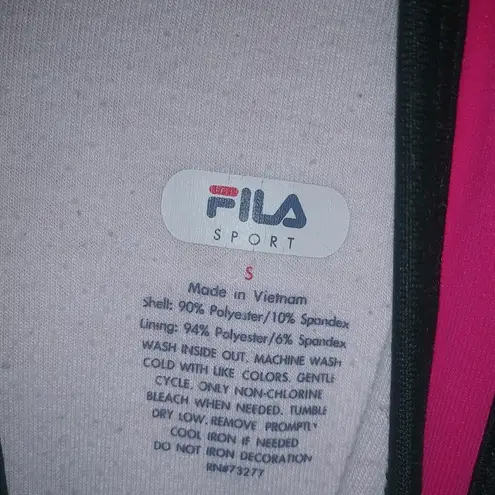 FILA
SPORT
S
Made in Vietnam
Shell: 90% Polyester/10% Spandex
Lining: 94% Polyester/6% Spandex
WASH INSIDE OUT. MACHINE WASH
COLD WITH LIKE COLORS. GENTLE
CYCLE. ONLY NON-CHLORINE
BLEACH WHEN NEEDED. TUMBLE
DRY LOW. REMOVE PROMPTLY
COOL IRON IF NEEDED
DO NOT IRON DECORATION
RN#73277